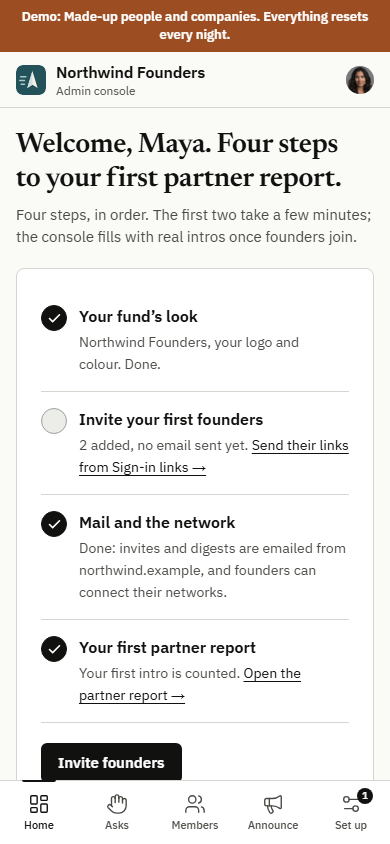 Demo: Made-up people and companies. Everything resets
every night.
Northwind Founders
Admin console
Welcome, Maya. Four steps
to your first partner report.
Four steps, in order. The first two take a few minutes;
the console fills with real intros once founders join.
Your fund’s look
Northwind Founders, your logo and
colour. Done.
Invite your first founders
2 added, no email sent yet. Send their links
from Sign-in links →
Mail and the network
Done: invites and digests are emailed from
northwind.example, and founders can
connect their networks.
Your first partner report
Your first intro is counted. Open the
partner report →
Invite founders
1
Home Asks Members Announce Set up